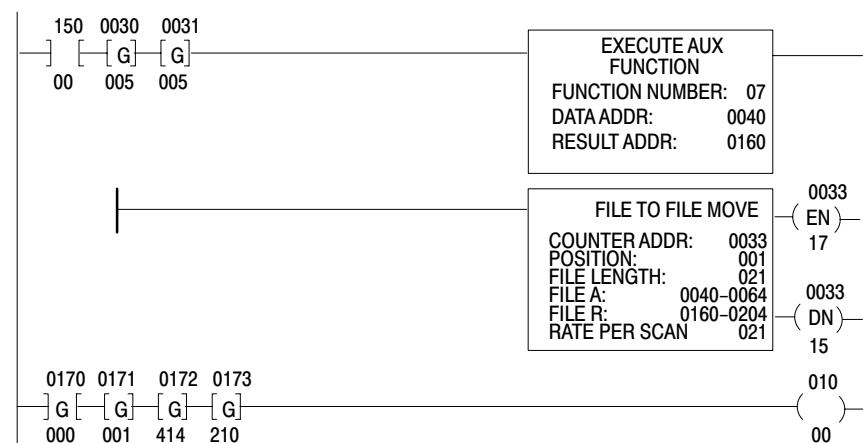 150 0030 0031
] [ [ G ] [ G ]
00 005 005
EXECUTE AUX
FUNCTION
FUNCTION NUMBER: 07
DATA ADDR: 0040
RESULT ADDR: 0160
FILE TO FILE MOVE
COUNTER ADDR: 0033
POSITION: 001
FILE LENGTH: 021
FILE A: 0040–0064
FILE R: 0160–0204
RATE PER SCAN 021
0033
( EN )
17
0033
( DN )
15
0170 0171 0172 0173
] G [ [ G ] [ G ] [ G ]
000 001 414 210
010
( )
00